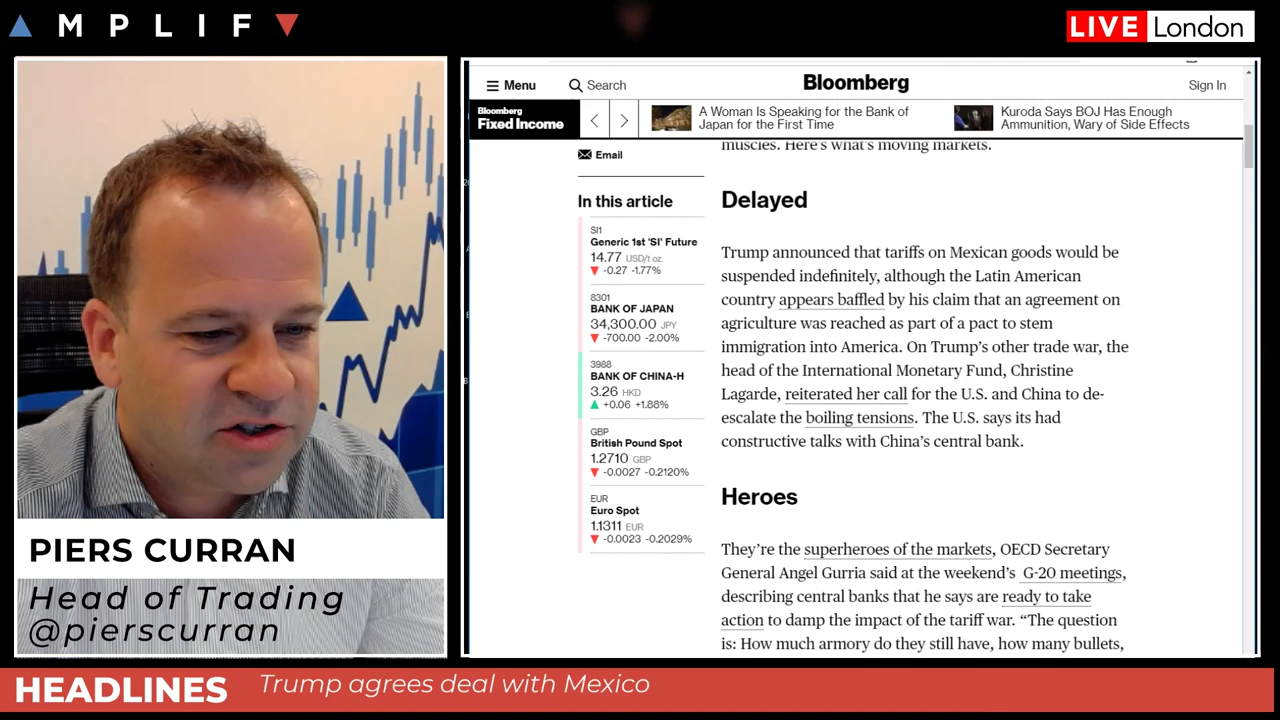 AMPLIFY
LIVE London
Menu
Search
Bloomberg
Sign In
Bloomberg
Fixed Income
A Woman Is Speaking for the Bank of
Japan for the First Time
Kuroda Says BOJ Has Enough
Ammunition, Wary of Side Effects
Email
In this article
SI1
Generic 1st 'SI' Future
14.77 USD/t oz.
▼ -0.27 -1.77%
8301
BANK OF JAPAN
34,300.00 JPY
▼ -700.00 -2.00%
3988
BANK OF CHINA-H
3.26 HKD
▲ +0.06 +1.88%
GBP
British Pound Spot
1.2710 GBP
▼ -0.0027 -0.2120%
EUR
Euro Spot
1.1311 EUR
▼ -0.0023 -0.2029%
muscles. Here's what's moving markets.
Delayed
Trump announced that tariffs on Mexican goods would be
suspended indefinitely, although the Latin American
country appears baffled by his claim that an agreement on
agriculture was reached as part of a pact to stem
immigration into America. On Trump's other trade war, the
head of the International Monetary Fund, Christine
Lagarde, reiterated her call for the U.S. and China to de-
escalate the boiling tensions. The U.S. says its had
constructive talks with China's central bank.
Heroes
They're the superheroes of the markets, OECD Secretary
General Angel Gurria said at the weekend's G-20 meetings,
describing central banks that he says are ready to take
action to damp the impact of the tariff war. “The question
is: How much armory do they still have, how many bullets,
PIERS CURRAN
Head of Trading
@pierscurran
HEADLINES
Trump agrees deal with Mexico